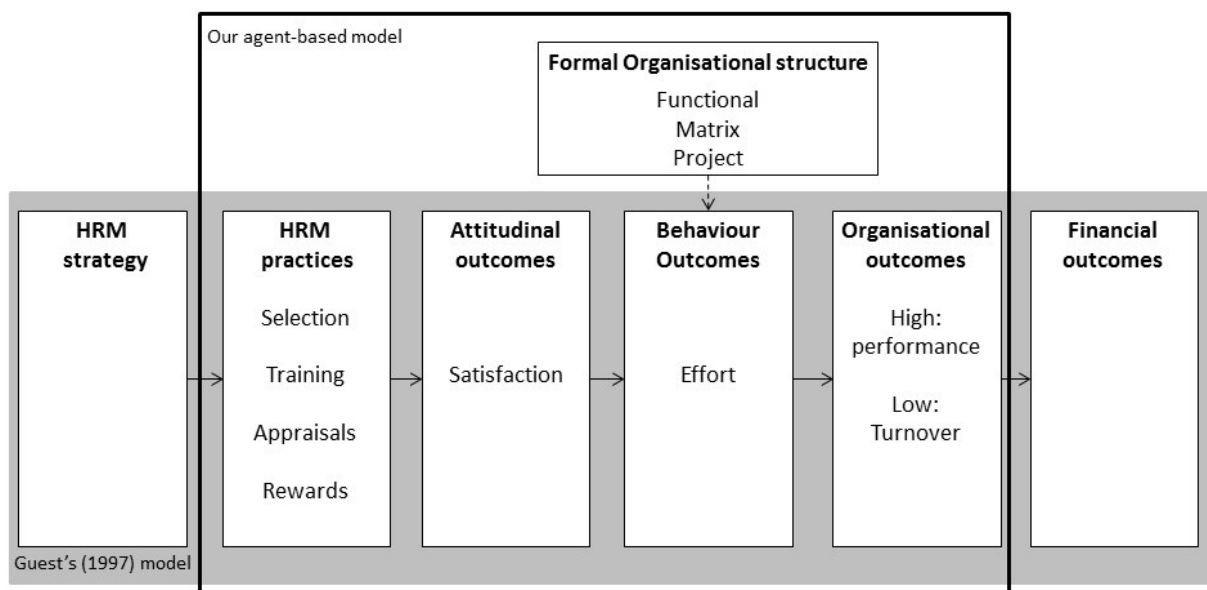 Our agent-based model
Formal Organisational structure
Functional
Matrix
Project
HRM
strategy
HRM
practices
Selection
Training
Appraisals
Rewards
Attitudinal
outcomes
Satisfaction
Behaviour
Outcomes
Effort
Organisational
outcomes
High:
performance
Low:
Turnover
Financial
outcomes
Guest's (1997) model